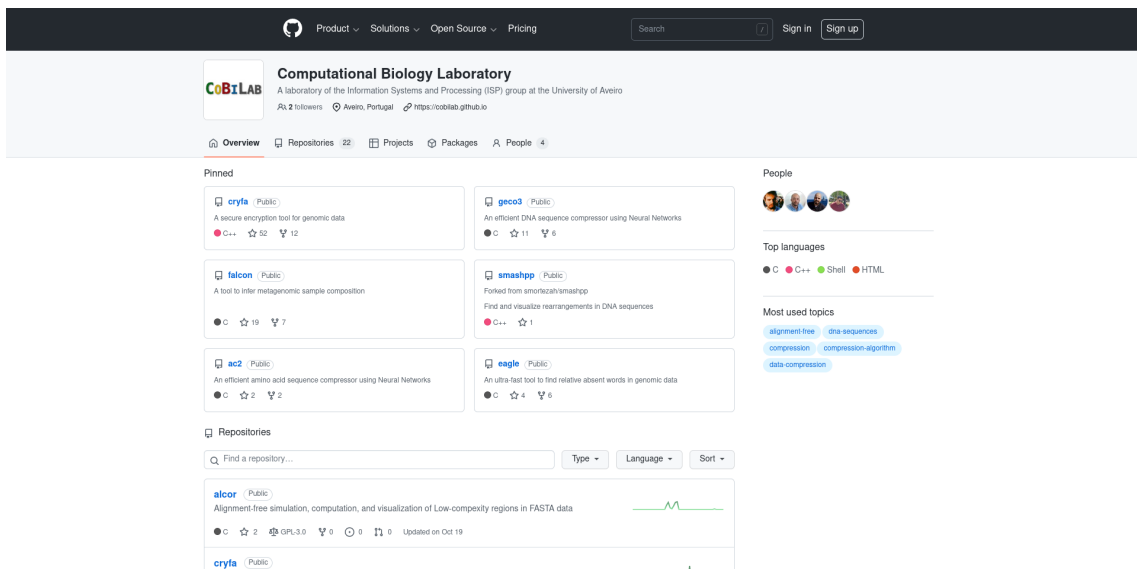 Product Solutions Open Source Pricing Search / Sign in Sign up
COBILAB
Computational Biology Laboratory
A laboratory of the Information Systems and Processing (ISP) group at the University of Aveiro
2 followers Aveiro, Portugal https://cobilab.github.io
Overview Repositories 22 Projects Packages People 4
Pinned
cryfa Public
A secure encryption tool for genomic data
C++ 52 12
geco3 Public
An efficient DNA sequence compressor using Neural Networks
C 11 6
falcon Public
A tool to infer metagenomic sample composition
C 19 7
smashpp Public
Forked from smortezah/smashpp
Find and visualize rearrangements in DNA sequences
C++ 1
ac2 Public
An efficient amino acid sequence compressor using Neural Networks
C 2 2
eagle Public
An ultra-fast tool to find relative absent words in genomic data
C 4 6
Repositories
Find a repository…
Type Language Sort
alcor Public
Alignment-free simulation, computation, and visualization of Low-compexity regions in FASTA data
C 2 GPL-3.0 0 0 0 Updated on Oct 19
cryfa Public
People
Top languages
C C++ Shell HTML
Most used topics
alignment-free dna-sequences
compression compression-algorithm
data-compression